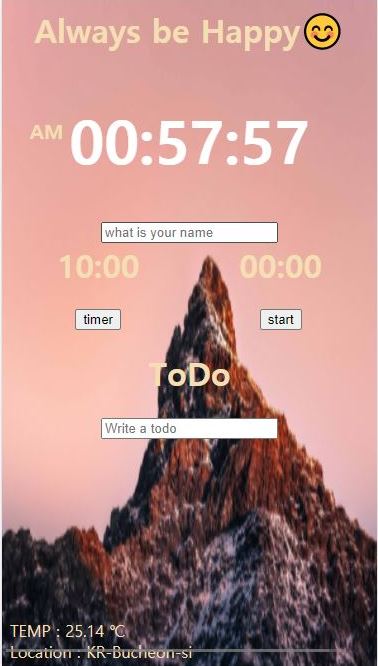 Always be Happy😊
AM 00:57:57
what is your name
10:00 00:00
timer start
ToDo
Write a todo
TEMP : 25.14 ℃
Location : KR-Bucheon-si